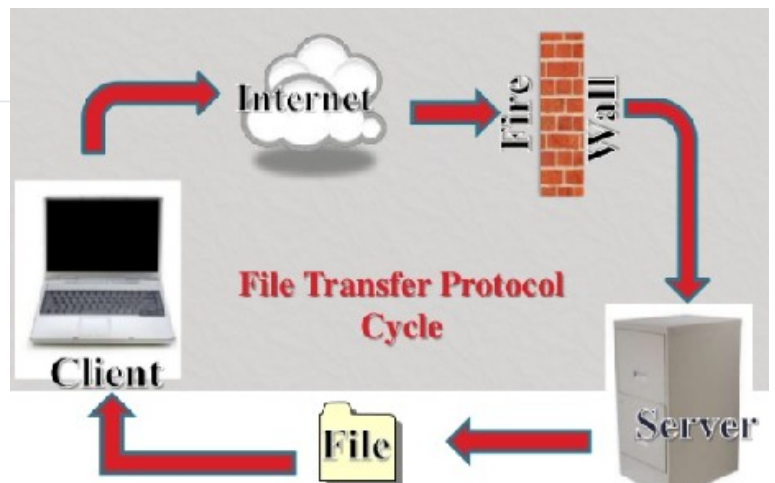 Internet
Fire
Wall
File Transfer Protocol
Cycle
Client
File
Server